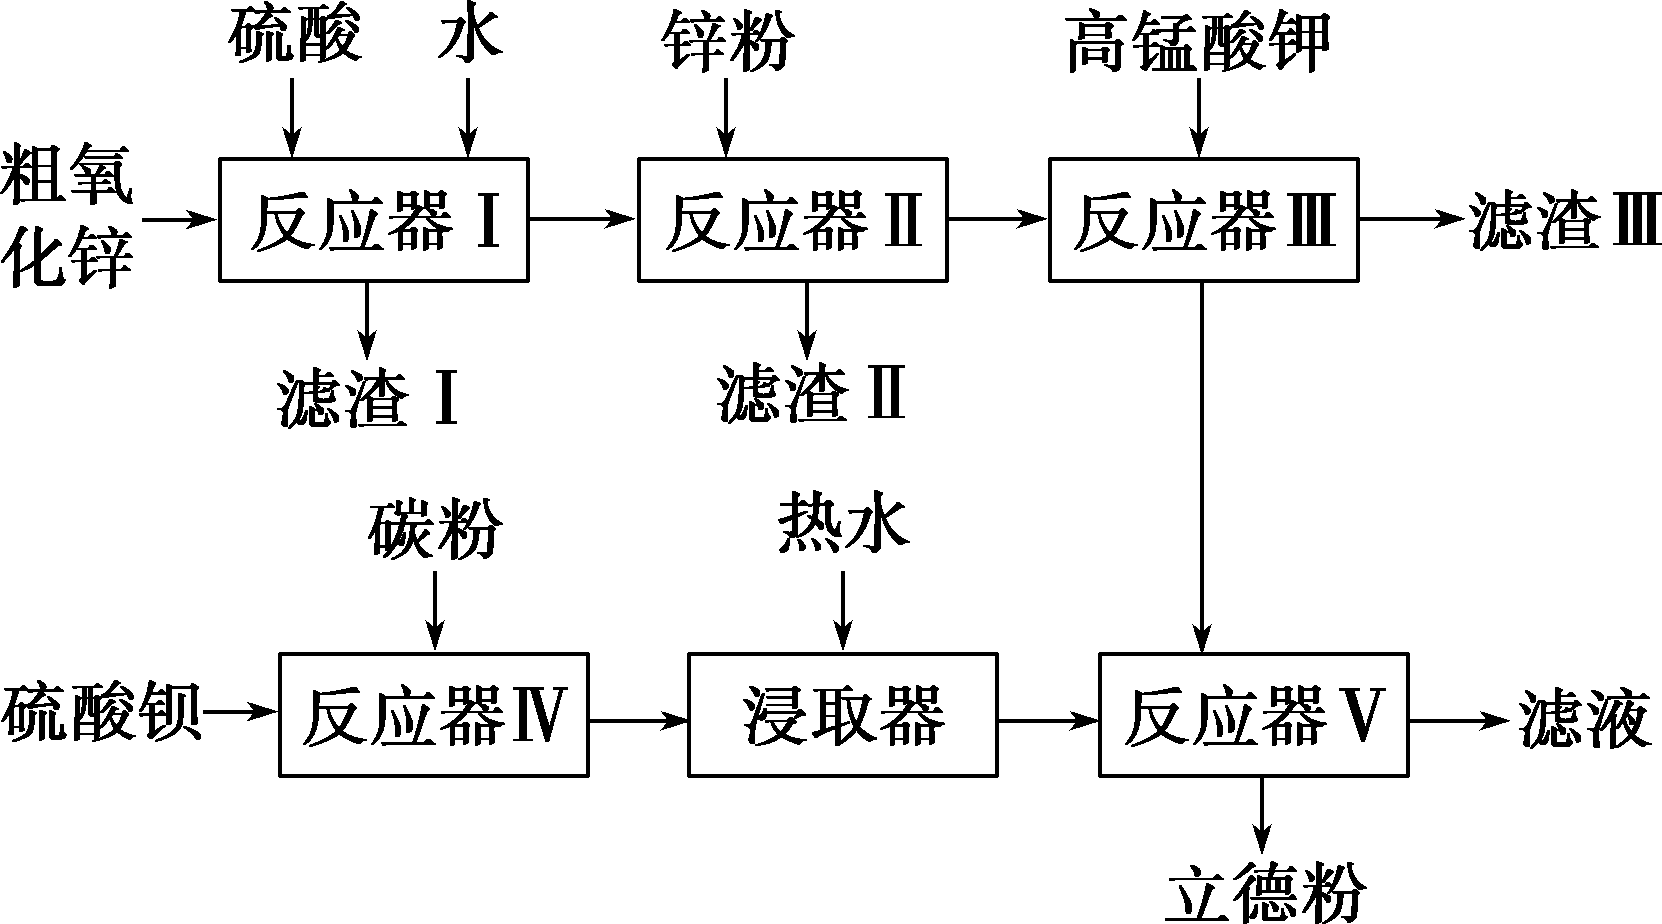 硫酸 水 锌粉 高锰酸钾
粗氧
化锌
反应器Ⅰ 反应器Ⅱ 反应器Ⅲ 滤渣Ⅲ
滤渣Ⅰ 滤渣Ⅱ
碳粉 热水
硫酸钡 反应器Ⅳ 浸取器 反应器Ⅴ 滤液
立德粉